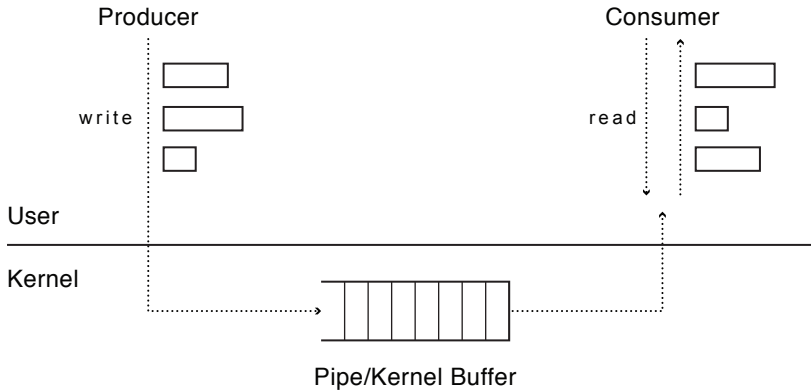 Producer
Consumer
write
read
User
Kernel
Pipe/Kernel Buffer